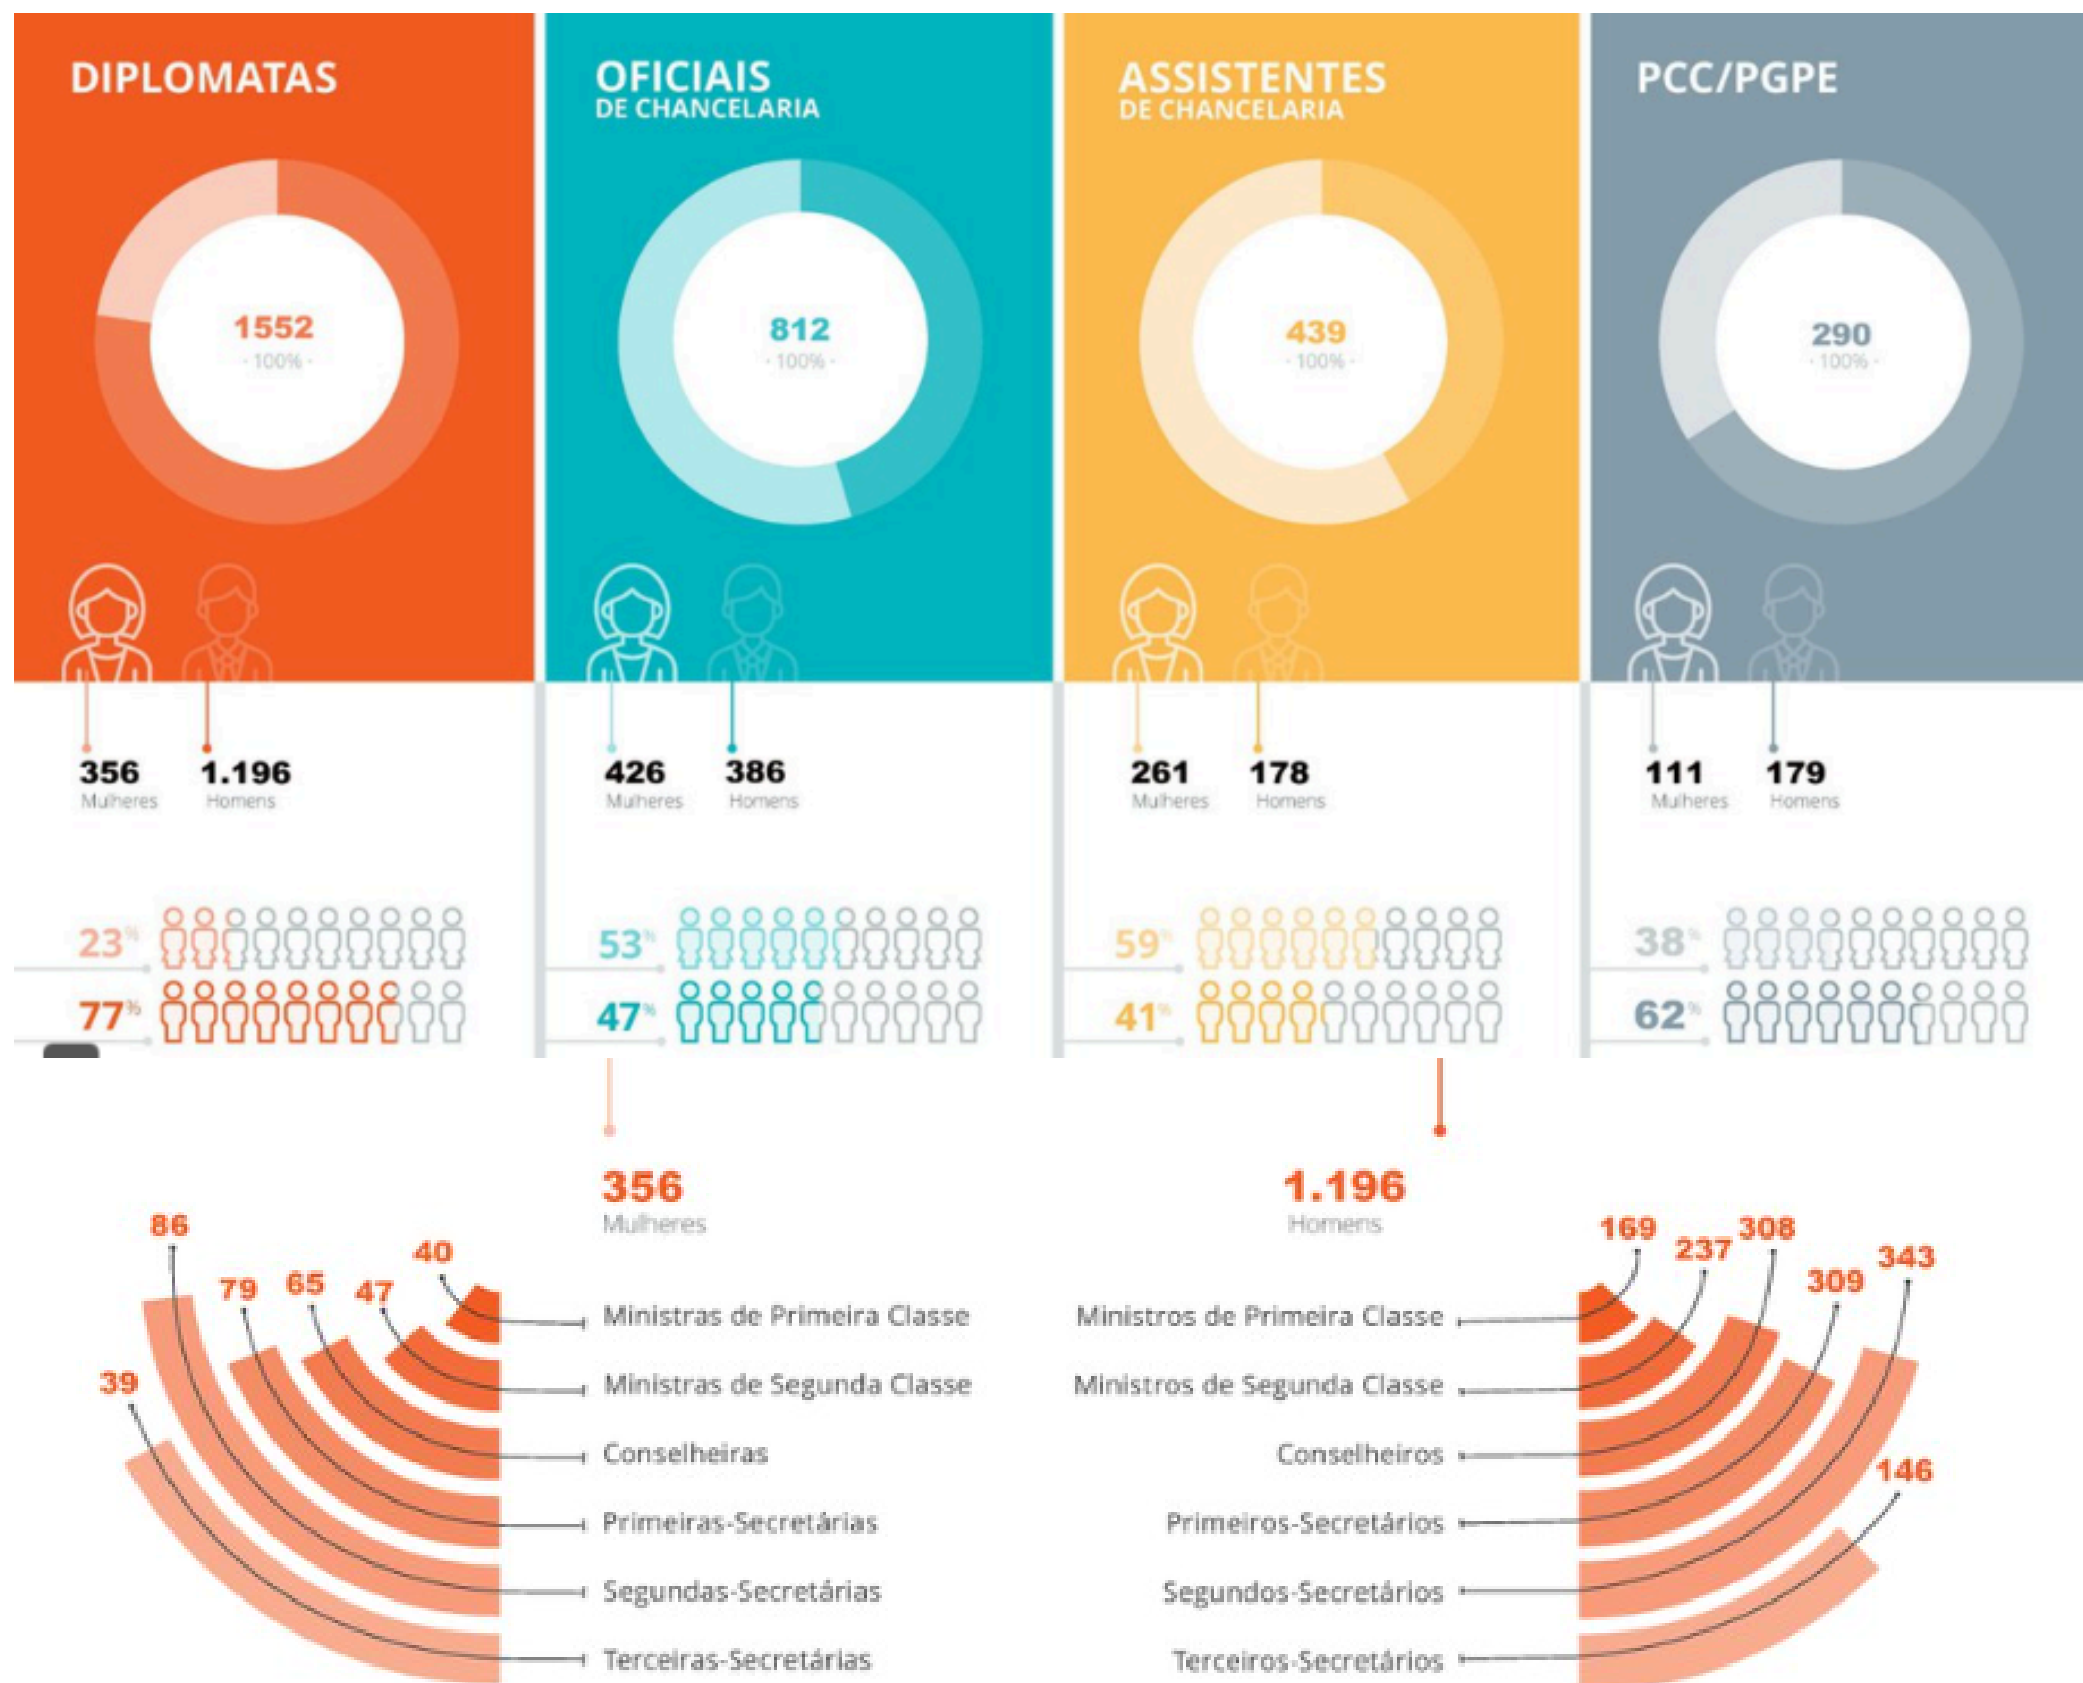 DIPLOMATAS
1552
- 100% -
356
Mulheres
1.196
Homens
23%
77%
OFICIAIS
DE CHANCELARIA
812
- 100% -
426
Mulheres
386
Homens
53%
47%
ASSISTENTES
DE CHANCELARIA
439
- 100% -
261
Mulheres
178
Homens
59%
41%
PCC/PGPE
290
- 100% -
111
Mulheres
179
Homens
38%
62%
356
Mulheres
86
79
65
47
40
39
Ministras de Primeira Classe
Ministras de Segunda Classe
Conselheiras
Primeiras-Secretárias
Segundas-Secretárias
Terceiras-Secretárias
1.196
Homens
169
237
308
309
343
146
Ministros de Primeira Classe
Ministros de Segunda Classe
Conselheiros
Primeiros-Secretários
Segundos-Secretários
Terceiros-Secretários